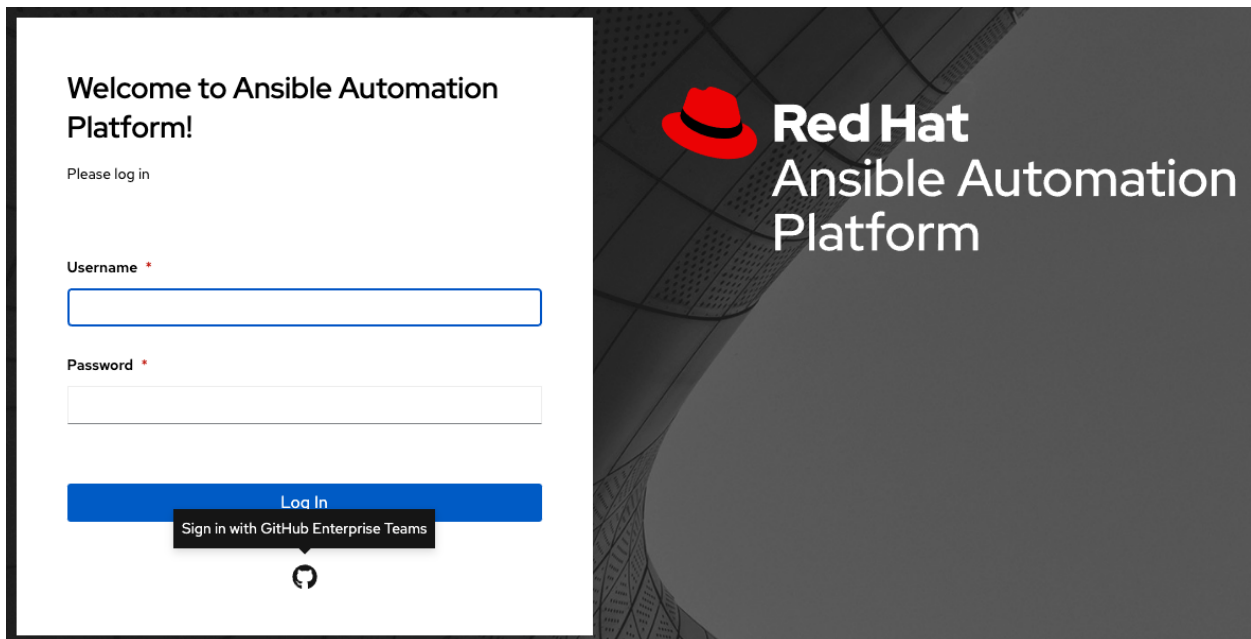 Welcome to Ansible Automation
Platform!
Please log in
Username *
Password *
Log In
Sign in with GitHub Enterprise Teams
Red Hat
Ansible Automation
Platform